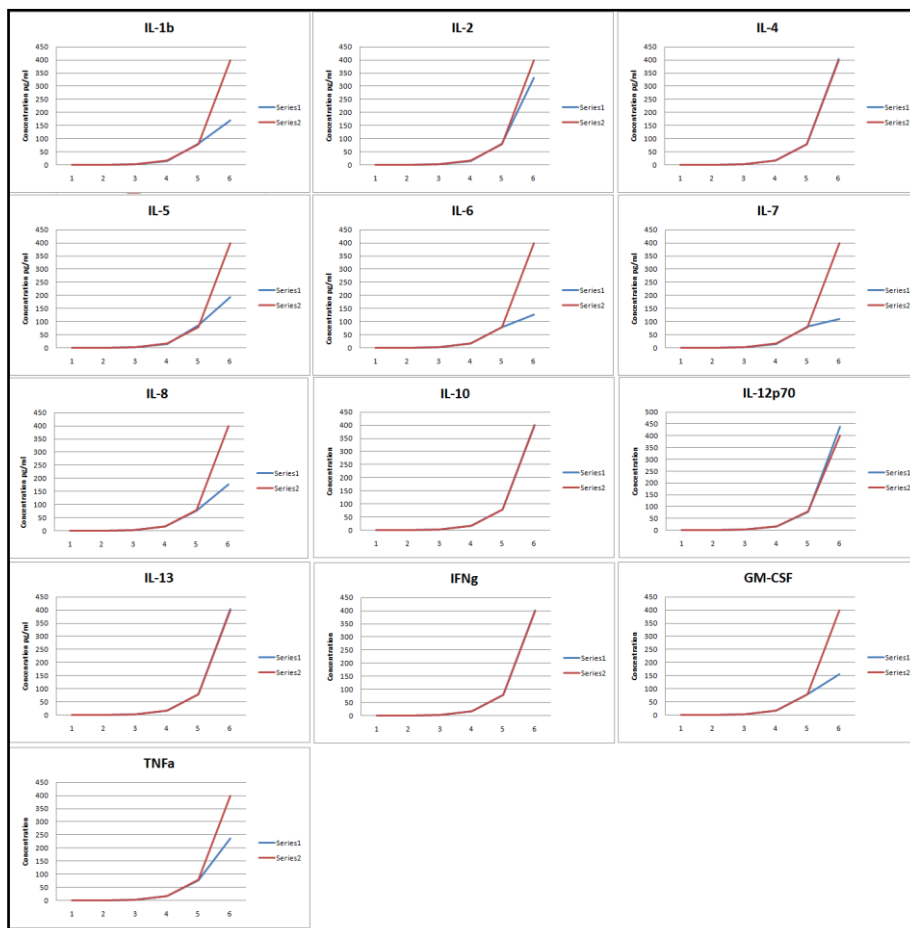 IL-1b
Concentration pg/ml
450
400
350
300
250
200
150
100
50
0
1 2 3 4 5 6
Series1
Series2
IL-2
Concentration pg/ml
450
400
350
300
250
200
150
100
50
0
1 2 3 4 5 6
Series1
Series2
IL-4
Concentration pg/ml
450
400
350
300
250
200
150
100
50
0
1 2 3 4 5 6
Series1
Series2
IL-5
Concentration pg/ml
450
400
350
300
250
200
150
100
50
0
1 2 3 4 5 6
Series1
Series2
IL-6
Concentration pg/ml
450
400
350
300
250
200
150
100
50
0
1 2 3 4 5 6
Series1
Series2
IL-7
Concentration pg/ml
450
400
350
300
250
200
150
100
50
0
1 2 3 4 5 6
Series1
Series2
IL-8
Concentration pg/ml
450
400
350
300
250
200
150
100
50
0
1 2 3 4 5 6
Series1
Series2
IL-10
Concentration
450
400
350
300
250
200
150
100
50
0
1 2 3 4 5 6
Series1
Series2
IL-12p70
Concentration pg/ml
500
450
400
350
300
250
200
150
100
50
0
1 2 3 4 5 6
Series1
Series2
IL-13
Concentration pg/ml
450
400
350
300
250
200
150
100
50
0
1 2 3 4 5 6
Series1
Series2
IFNg
Concentration
450
400
350
300
250
200
150
100
50
0
1 2 3 4 5 6
Series1
Series2
GM-CSF
Concentration
450
400
350
300
250
200
150
100
50
0
1 2 3 4 5 6
Series1
Series2
TNFa
Concentration
450
400
350
300
250
200
150
100
50
0
1 2 3 4 5 6
Series1
Series2